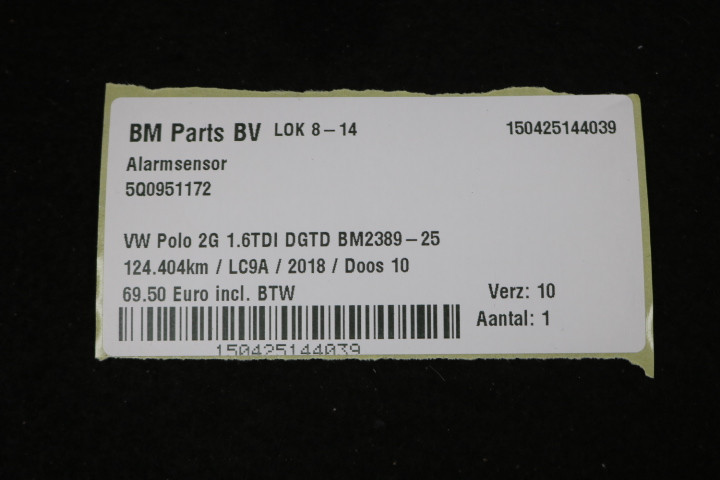 BM Parts BV LOK 8-14 150425144039
Alarmsensor
5Q0951172
VW Polo 2G 1.6TDI DGTD BM2389-25
124.404km / LC9A / 2018 / Doos 10
69.50 Euro incl. BTW Verz: 10
Aantal: 1
150425144039